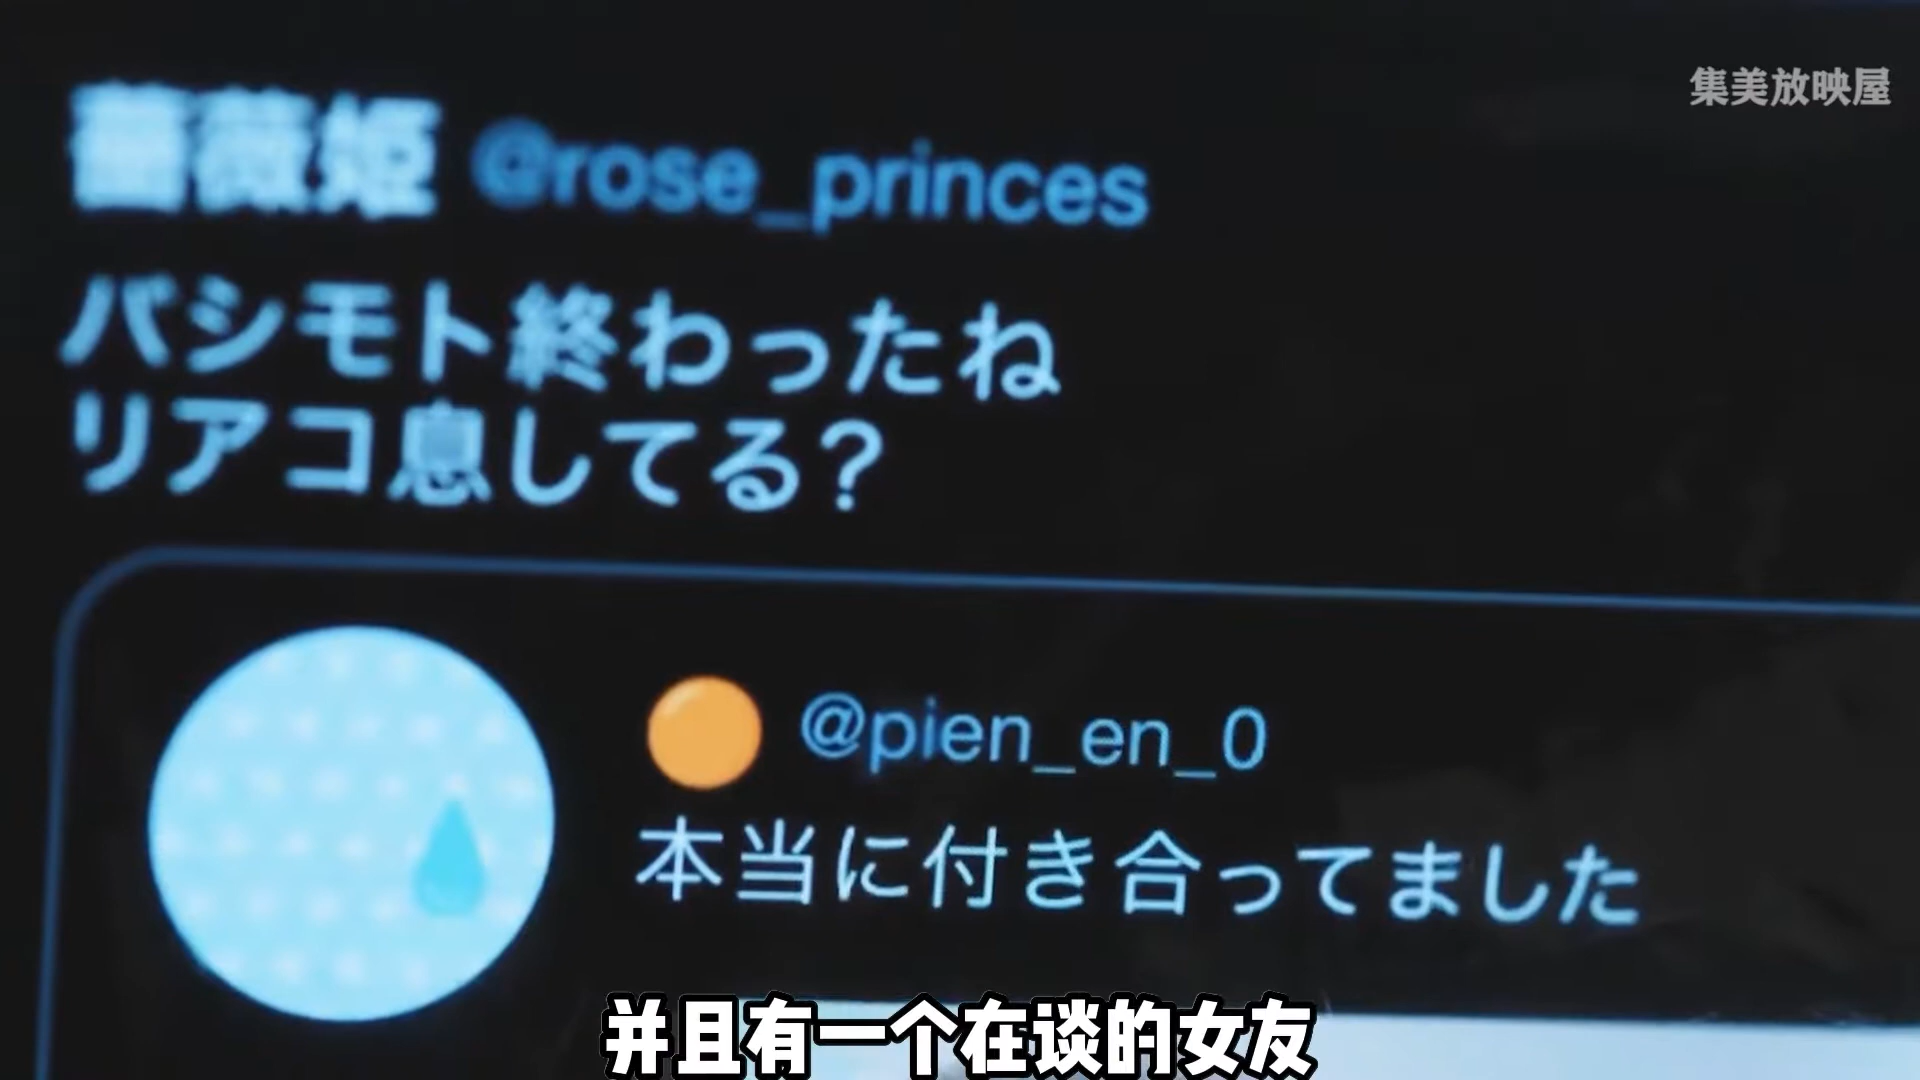 集美放映屋
薔薇姫 @rose_princes
バシモト終わったね
リアコ息してる?
@pien_en_0
本当に付き合ってました
并且有一个在谈的女友